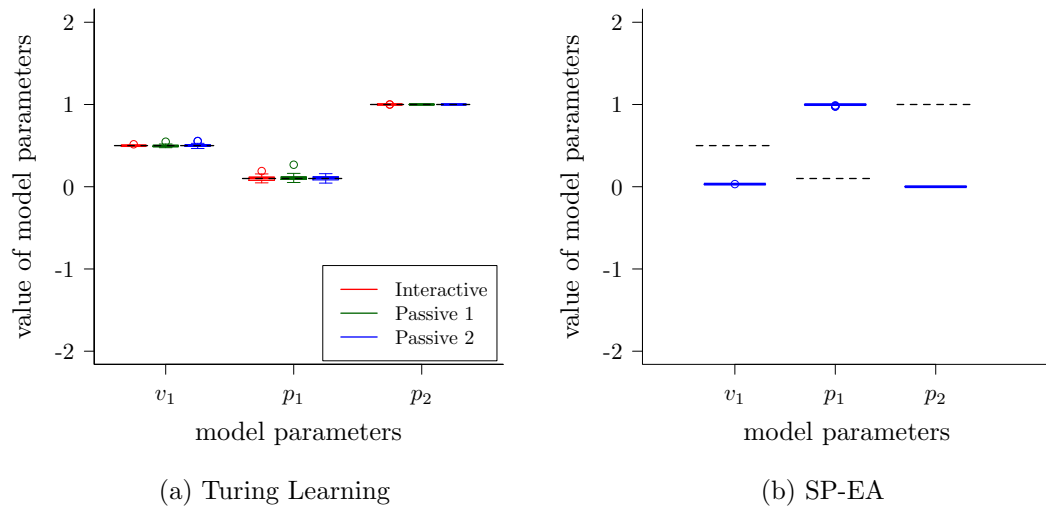 value of model parameters
2
1
0
-1
-2
Interactive
Passive 1
Passive 2
v1
p1
p2
model parameters
(a) Turing Learning
value of model parameters
2
1
0
-1
-2
v1
p1
p2
model parameters
(b) SP-EA